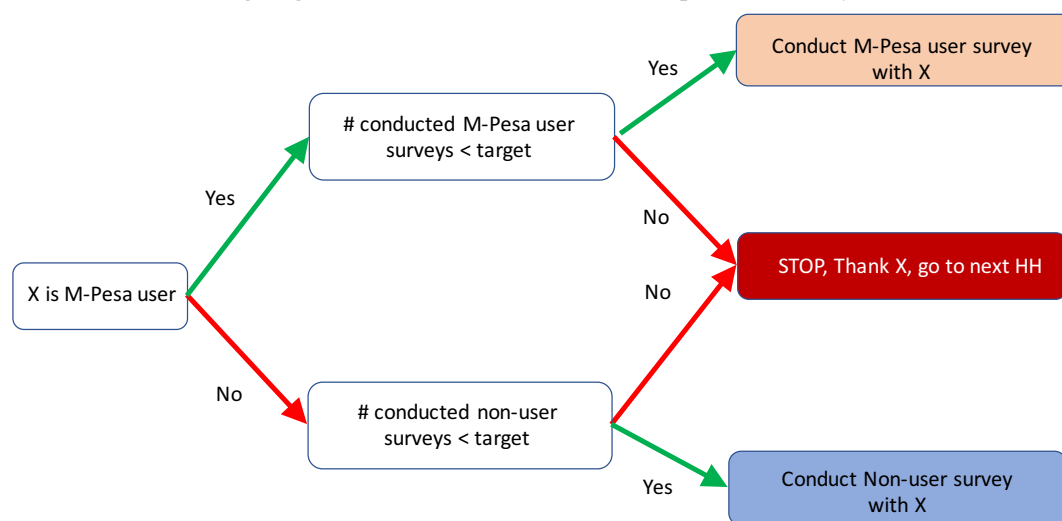 Conduct M-Pesa user survey
with X
Yes
# conducted M-Pesa user
surveys < target
Yes
No
STOP, Thank X, go to next HH
X is M-Pesa user
No
No
# conducted non-user
surveys < target
Yes
Conduct Non-user survey
with X